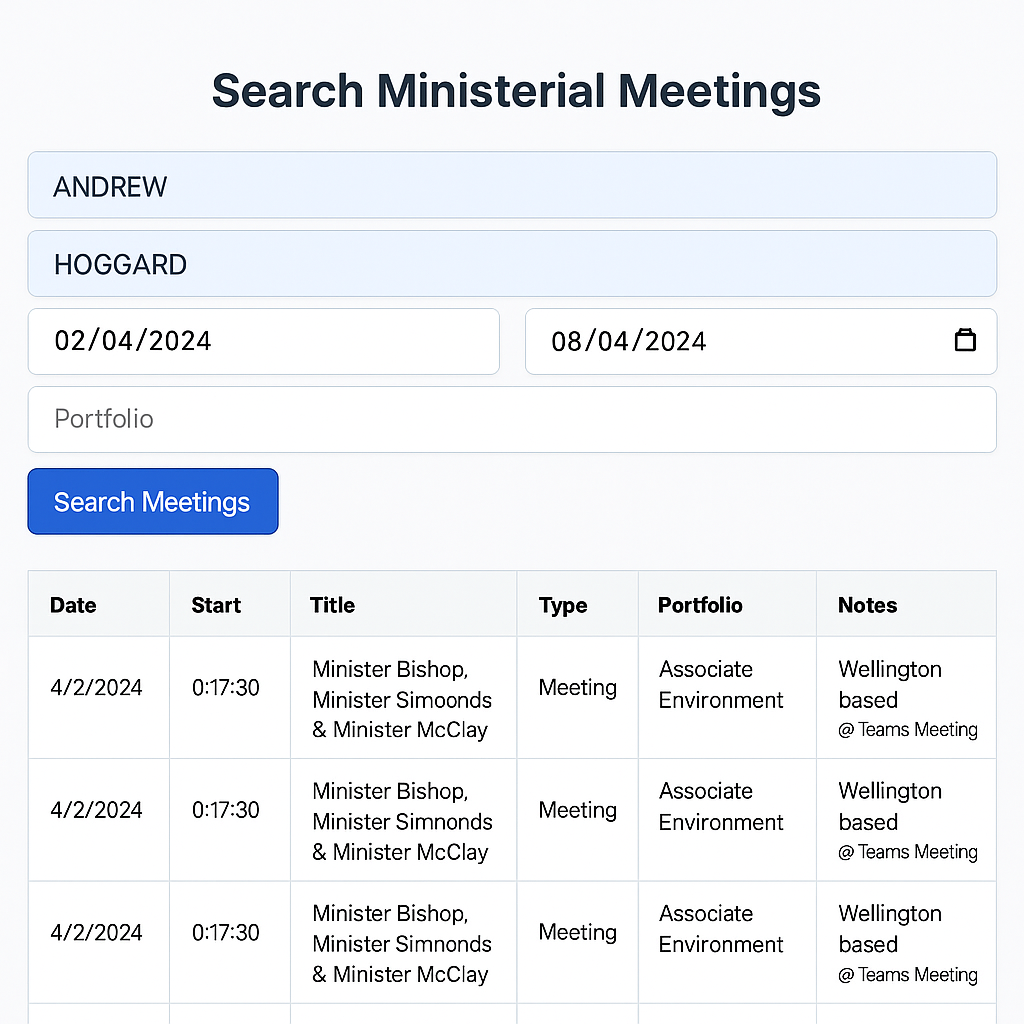 Search Ministerial Meetings
ANDREW
HOGGARD
02/04/2024 08/04/2024
Portfolio
Search Meetings
Date Start Title Type Portfolio Notes
4/2/2024 0:17:30 Minister Bishop, Meeting Associate Wellington
Minister Simoonds Environment based
& Minister McClay @ Teams Meeting
4/2/2024 0:17:30 Minister Bishop, Meeting Associate Wellington
Minister Simnonds Environment based
& Minister McClay @ Teams Meeting
4/2/2024 0:17:30 Minister Bishop, Meeting Associate Wellington
Minister Simnonds Environment based
& Minister McClay @ Teams Meeting